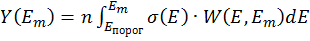 Y(E_m) = n ∫_{E_порог}^{E_m} σ(E) · W(E, E_m)dE